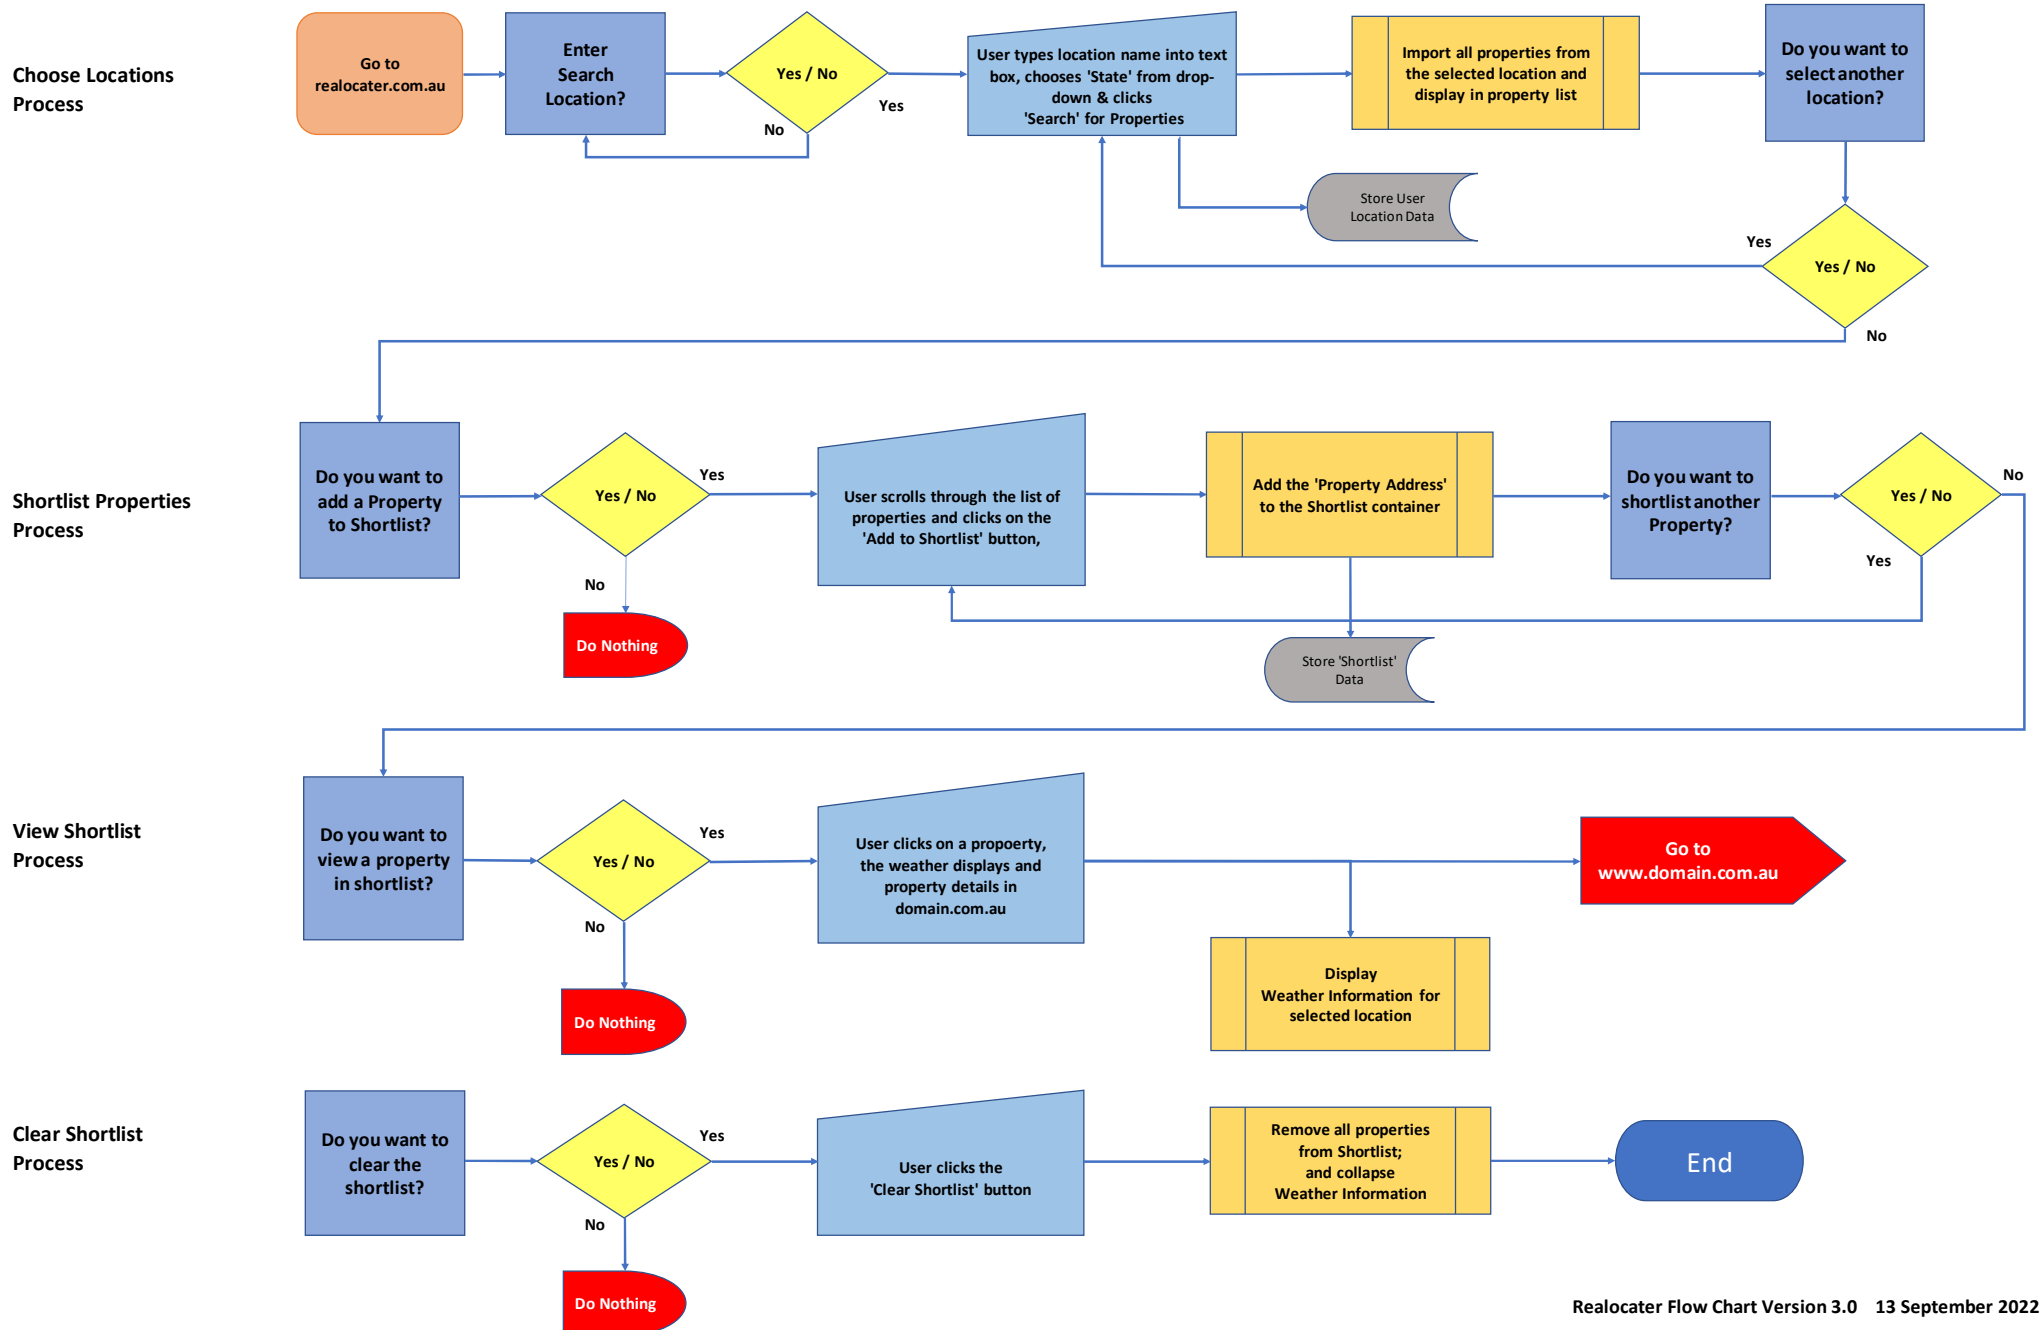 Choose Locations
Process
Go to
realocater.com.au
Enter
Search
Location?
Yes / No
Yes
No
User types location name into text
box, chooses 'State' from drop-
down & clicks
'Search' for Properties
Import all properties from
the selected location and
display in property list
Do you want to
select another
location?
Store User
Location Data
Yes
Yes / No
No
Shortlist Properties
Process
Do you want to
add a Property
to Shortlist?
Yes / No
Yes
No
Do Nothing
User scrolls through the list of
properties and clicks on the
'Add to Shortlist' button,
Add the 'Property Address'
to the Shortlist container
Store 'Shortlist'
Data
Do you want to
shortlist another
Property?
Yes / No
No
Yes
View Shortlist
Process
Do you want to
view a property
in shortlist?
Yes / No
Yes
No
Do Nothing
User clicks on a propoerty,
the weather displays and
property details in
domain.com.au
Go to
www.domain.com.au
Display
Weather Information for
selected location
Clear Shortlist
Process
Do you want to
clear the
shortlist?
Yes / No
Yes
No
Do Nothing
User clicks the
'Clear Shortlist' button
Remove all properties
from Shortlist;
and collapse
Weather Information
End
Realocater Flow Chart Version 3.0 13 September 2022